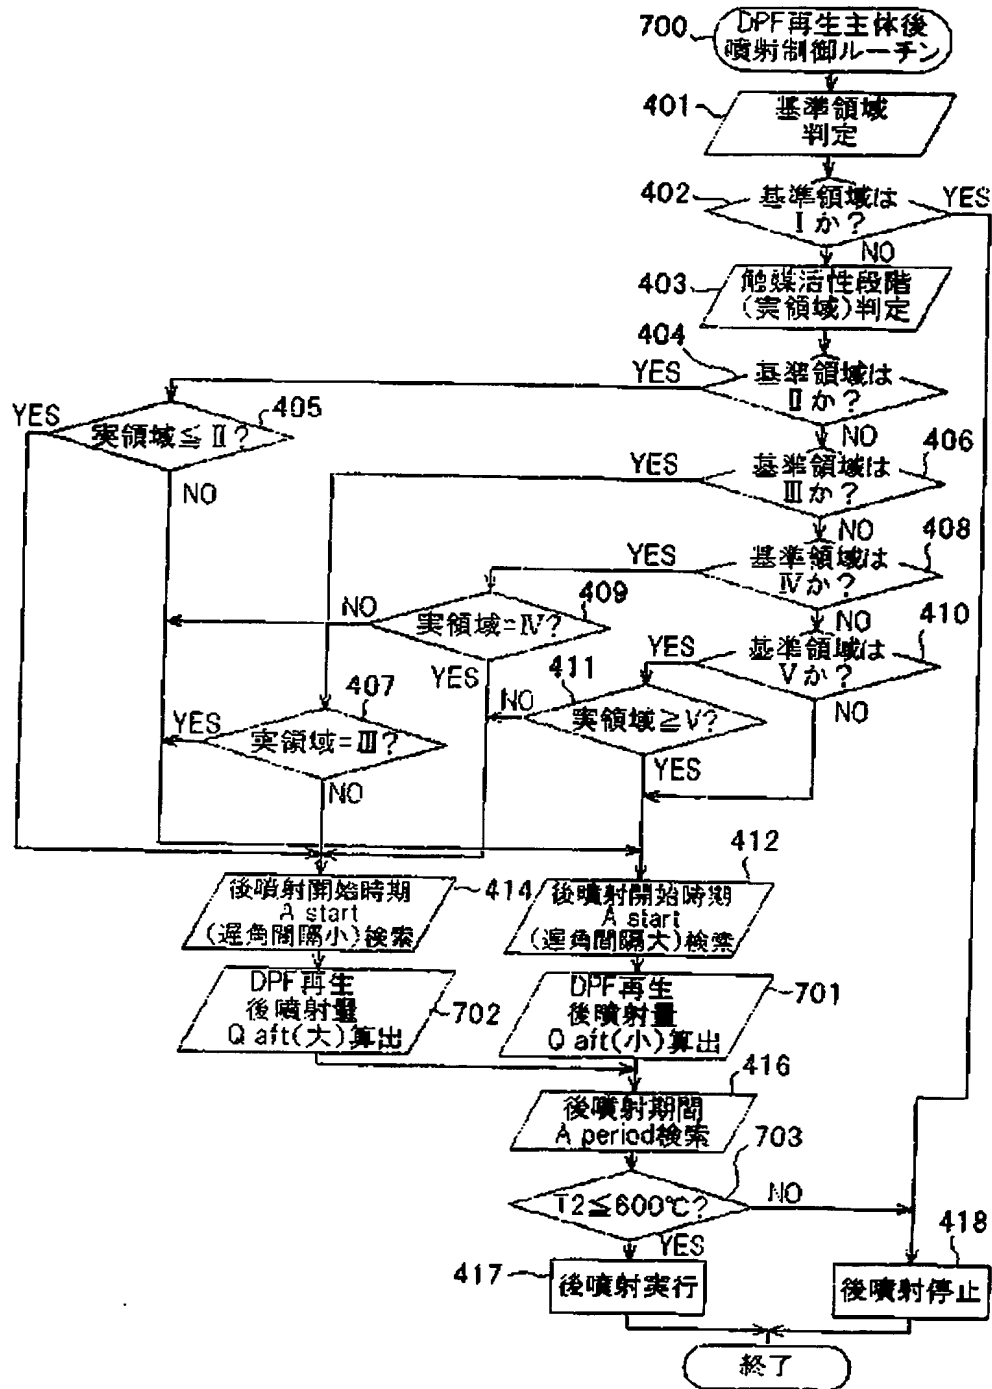 700
DPF再生主体後
噴射制御ルーチン
401
基準領域
判定
402
基準領域は
Ⅰか?
YES
NO
403
触媒活性段階
(実領域)判定
404
YES
基準領域は
Ⅱか?
NO
YES
405
実領域≦Ⅱ?
NO
406
YES
基準領域は
Ⅲか?
NO
408
YES
基準領域は
Ⅳか?
NO
409
NO
実領域=Ⅳ?
YES
410
YES
基準領域は
Ⅴか?
NO
411
NO
実領域≧Ⅴ?
YES
407
YES
実領域=Ⅲ?
NO
414
後噴射開始時期
A start
(遅角間隔小)検索
412
後噴射開始時期
A start
(遅角間隔大)検索
702
DPF再生
後噴射量
Q aft(大)算出
701
DPF再生
後噴射量
Q aft(小)算出
416
後噴射期間
A period検索
703
T2≦600℃?
NO
YES
417
後噴射実行
418
後噴射停止
終了